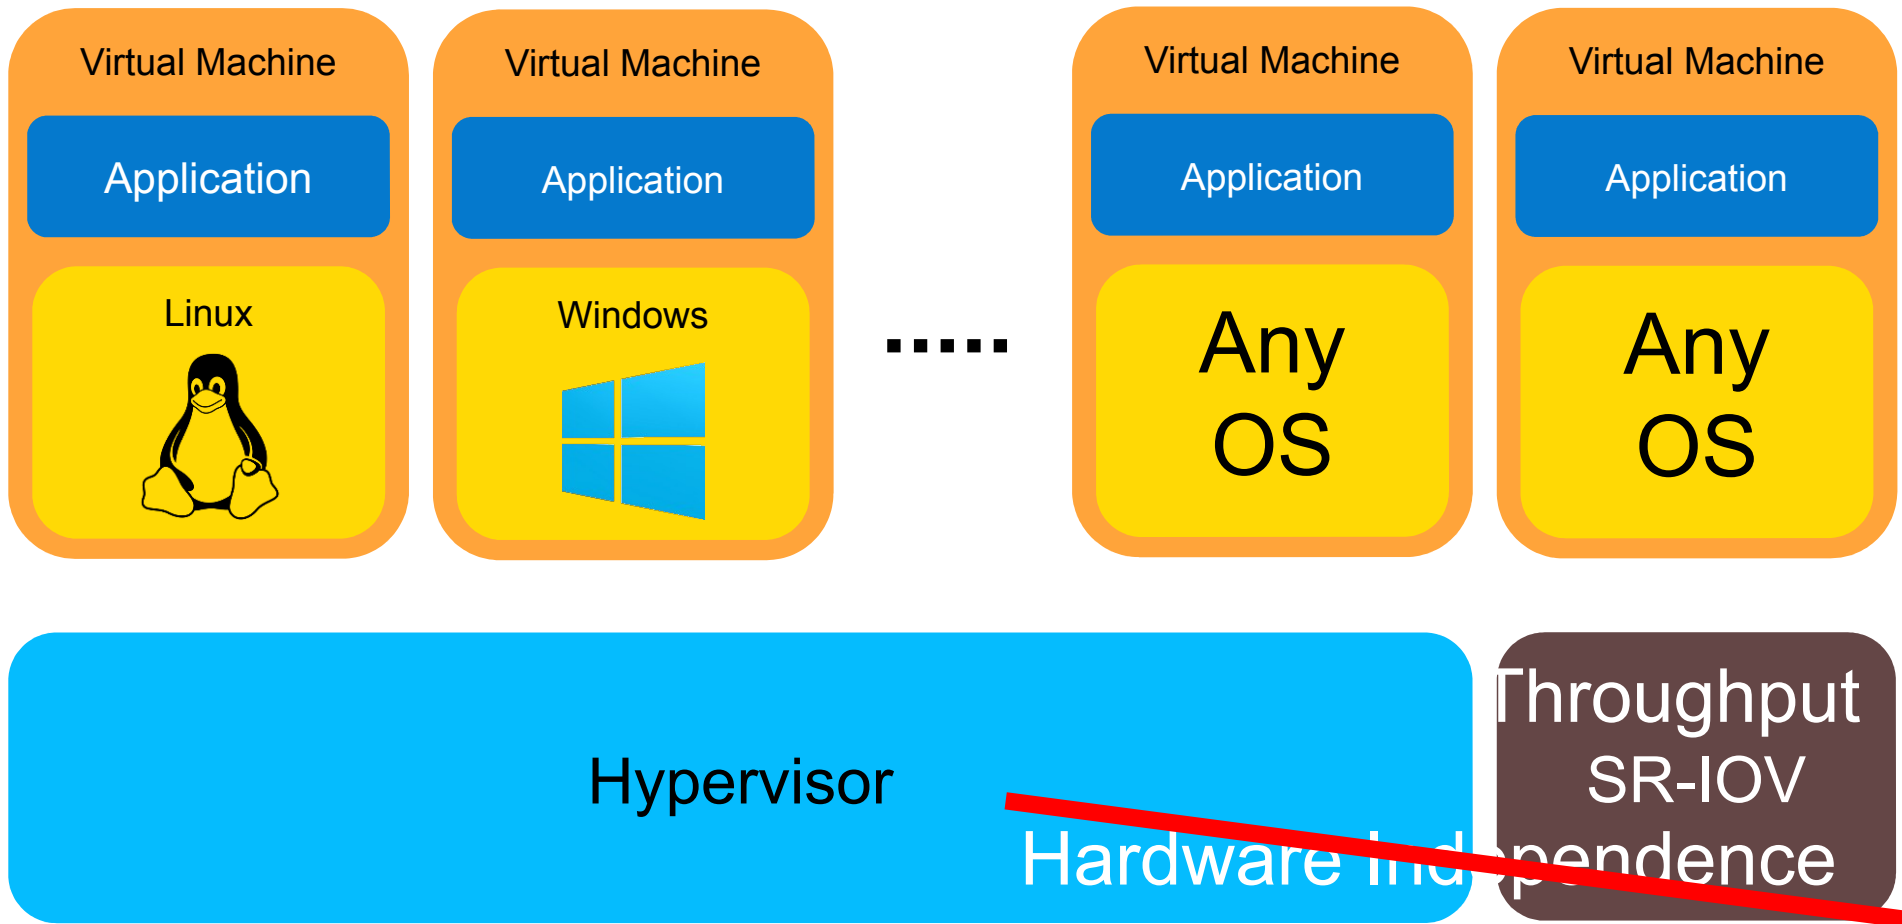 Virtual Machine
Application
Linux
Virtual Machine
Application
Windows
.....
Virtual Machine
Application
Any
OS
Virtual Machine
Application
Any
OS
Hypervisor
Throughput
SR-IOV
Hardware Independence